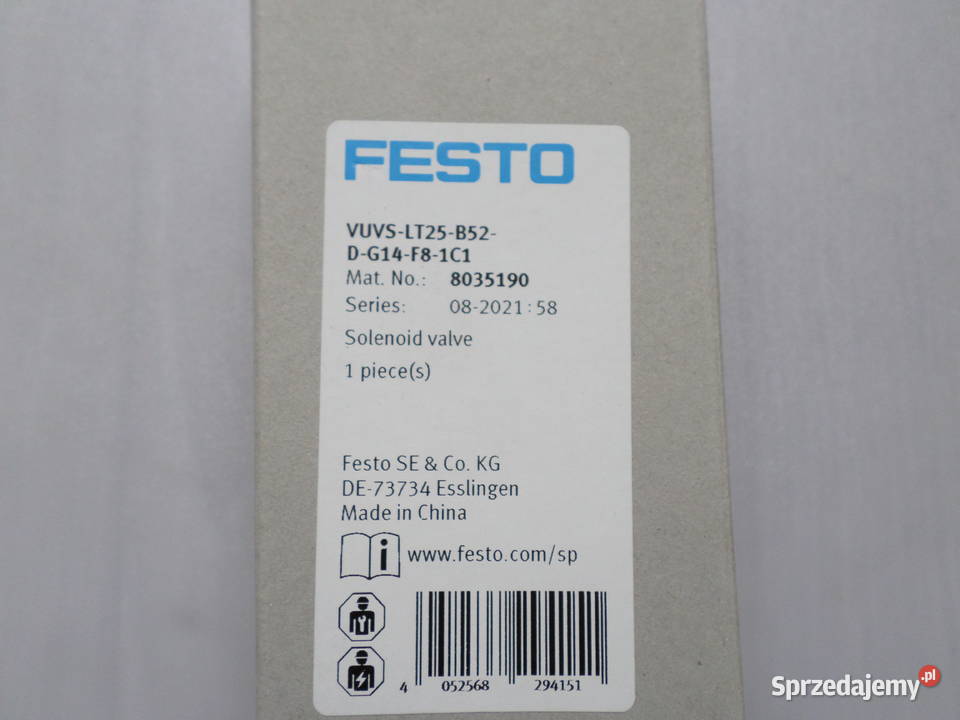 FESTO
VUVS-LT25-B52-
D-G14-F8-1C1
Mat. No.: 8035190
Series: 08-2021:58
Solenoid valve
1 piece(s)
Festo SE & Co. KG
DE-73734 Esslingen
Made in China
i www.festo.com/sp
4 052568 294151
Sprzedajemy.pl